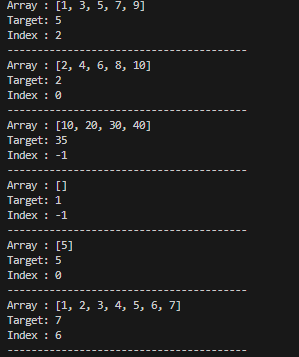 Array : [1, 3, 5, 7, 9]
Target: 5
Index : 2
----------------------------------------
Array : [2, 4, 6, 8, 10]
Target: 2
Index : 0
----------------------------------------
Array : [10, 20, 30, 40]
Target: 35
Index : -1
----------------------------------------
Array : []
Target: 1
Index : -1
----------------------------------------
Array : [5]
Target: 5
Index : 0
----------------------------------------
Array : [1, 2, 3, 4, 5, 6, 7]
Target: 7
Index : 6
----------------------------------------